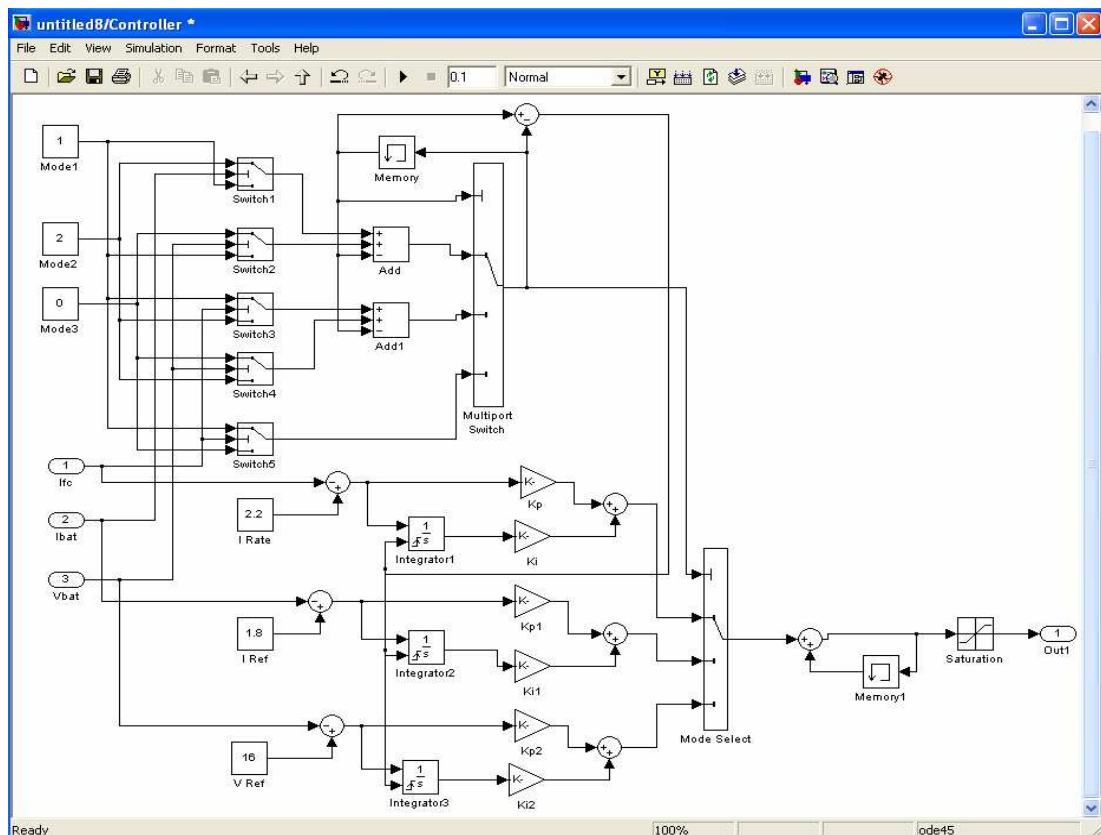 untitled8/Controller *
File Edit View Simulation Format Tools Help
0.1 Normal
1
Mode1
Memory
Switch1
2
Mode2
+
+
−
Add
Switch2
0
Mode3
+
+
−
Add1
Switch3
Switch4
Multiport
Switch
Switch5
1
Ifc
2.2
I Rate
K-
Kp
1
s
Integrator1
K-
Ki
2
Ibat
3
Vbat
1.8
I Ref
K-
Kp1
1
s
Integrator2
K-
Ki1
16
V Ref
K-
Kp2
1
s
Integrator3
K-
Ki2
Mode Select
Memory1
Saturation
1
Out1
Ready 100% ode45